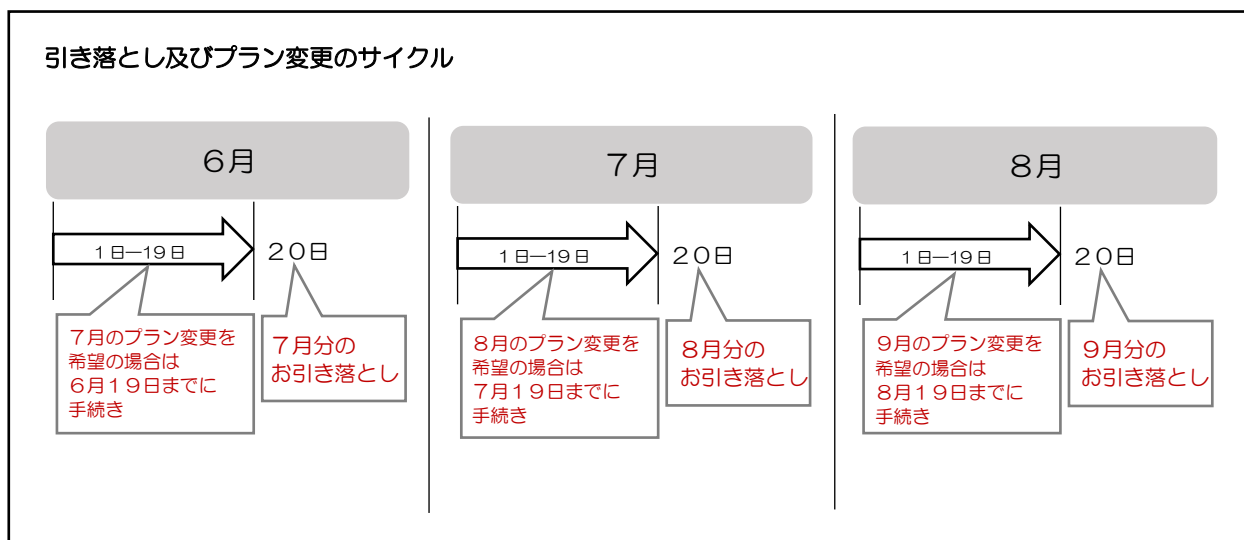 引き落とし及びプラン変更のサイクル
６月
１日―19日
２０日
７月のプラン変更を
希望の場合は
６月１９日までに
手続き
７月分の
お引き落とし
７月
１日―19日
２０日
８月のプラン変更を
希望の場合は
７月１９日までに
手続き
８月分の
お引き落とし
８月
１日―19日
２０日
９月のプラン変更を
希望の場合は
８月１９日までに
手続き
９月分の
お引き落とし